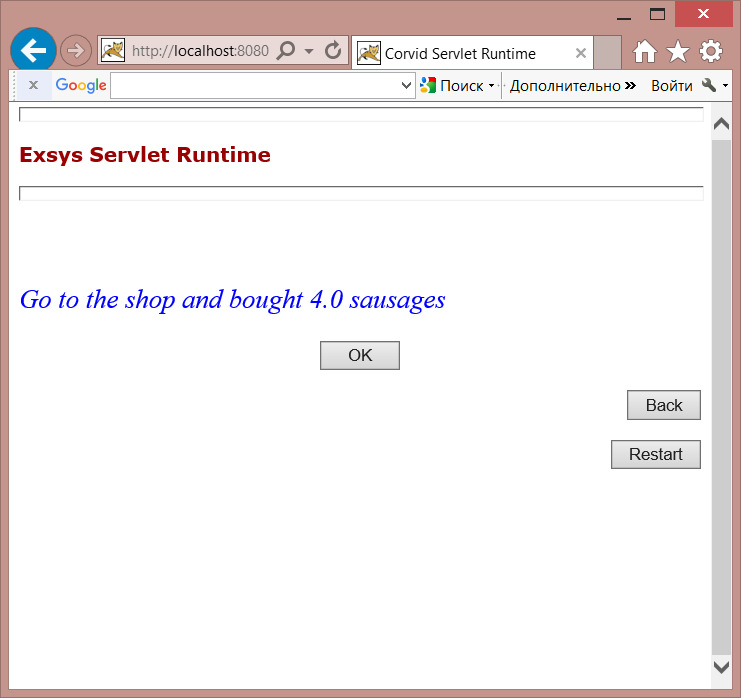 http://localhost:8080
Corvid Servlet Runtime
x Google Поиск Дополнительно » Войти
Exsys Servlet Runtime
Go to the shop and bought 4.0 sausages
OK
Back
Restart